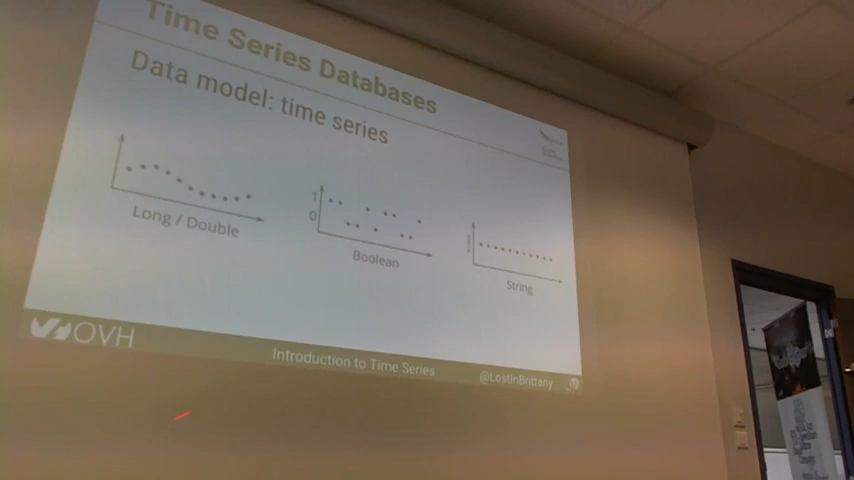 Time Series Databases
Data model: time series
Long / Double
1
0
Boolean
String
OVH
Introduction to Time Series
@LostInBrittany